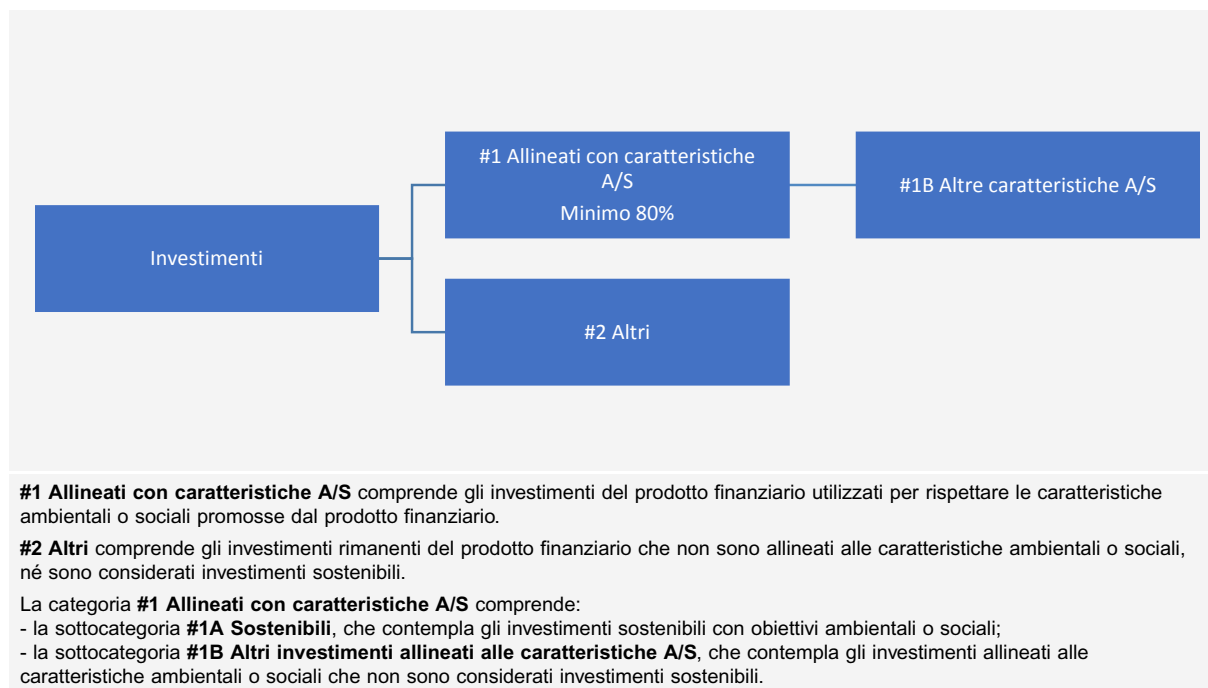 #1 Allineati con caratteristiche
A/S
Minimo 80%
#1B Altre caratteristiche A/S
Investimenti
#2 Altri
#1 Allineati con caratteristiche A/S comprende gli investimenti del prodotto finanziario utilizzati per rispettare le caratteristiche
ambientali o sociali promosse dal prodotto finanziario.
#2 Altri comprende gli investimenti rimanenti del prodotto finanziario che non sono allineati alle caratteristiche ambientali o sociali,
né sono considerati investimenti sostenibili.
La categoria #1 Allineati con caratteristiche A/S comprende:
- la sottocategoria #1A Sostenibili, che contempla gli investimenti sostenibili con obiettivi ambientali o sociali;
- la sottocategoria #1B Altri investimenti allineati alle caratteristiche A/S, che contempla gli investimenti allineati alle
caratteristiche ambientali o sociali che non sono considerati investimenti sostenibili.